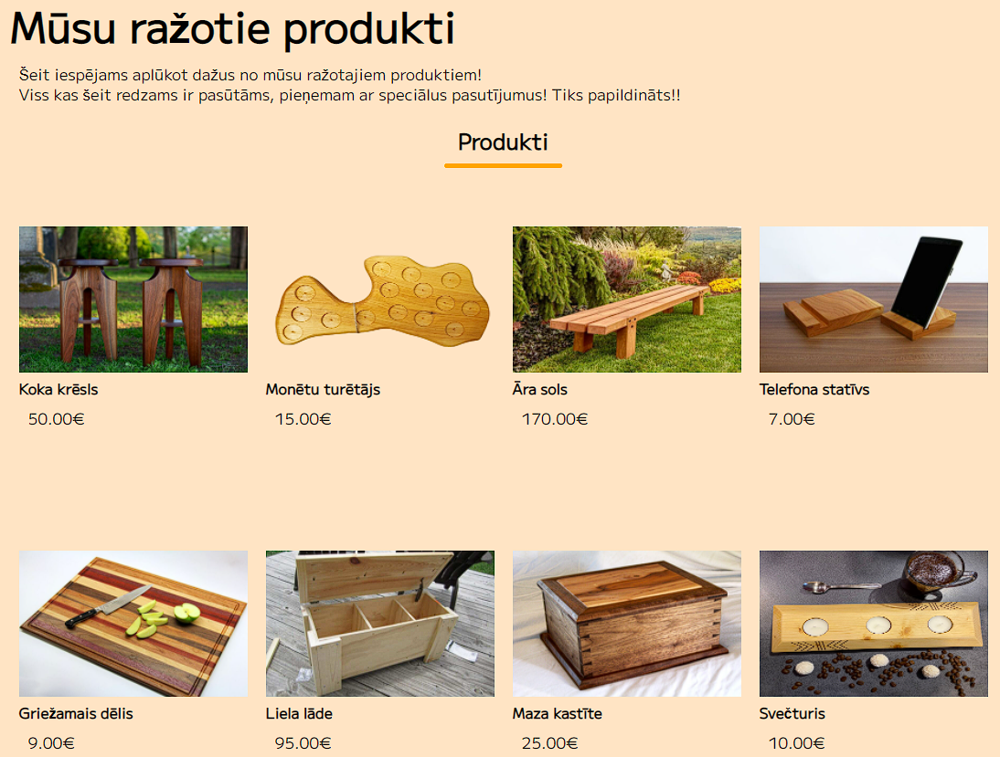 Mūsu ražotie produkti
Šeit iespējams aplūkot dažus no mūsu ražotajiem produktiem!
Viss kas šeit redzams ir pasūtāms, pieņemam ar speciālus pasutījumus! Tiks papildināts!!
Produkti
Koka krēsls
50.00€
Monētu turētājs
15.00€
Āra sols
170.00€
Telefona statīvs
7.00€
Griežamais dēlis
9.00€
Liela lāde
95.00€
Maza kastīte
25.00€
Svečturis
10.00€